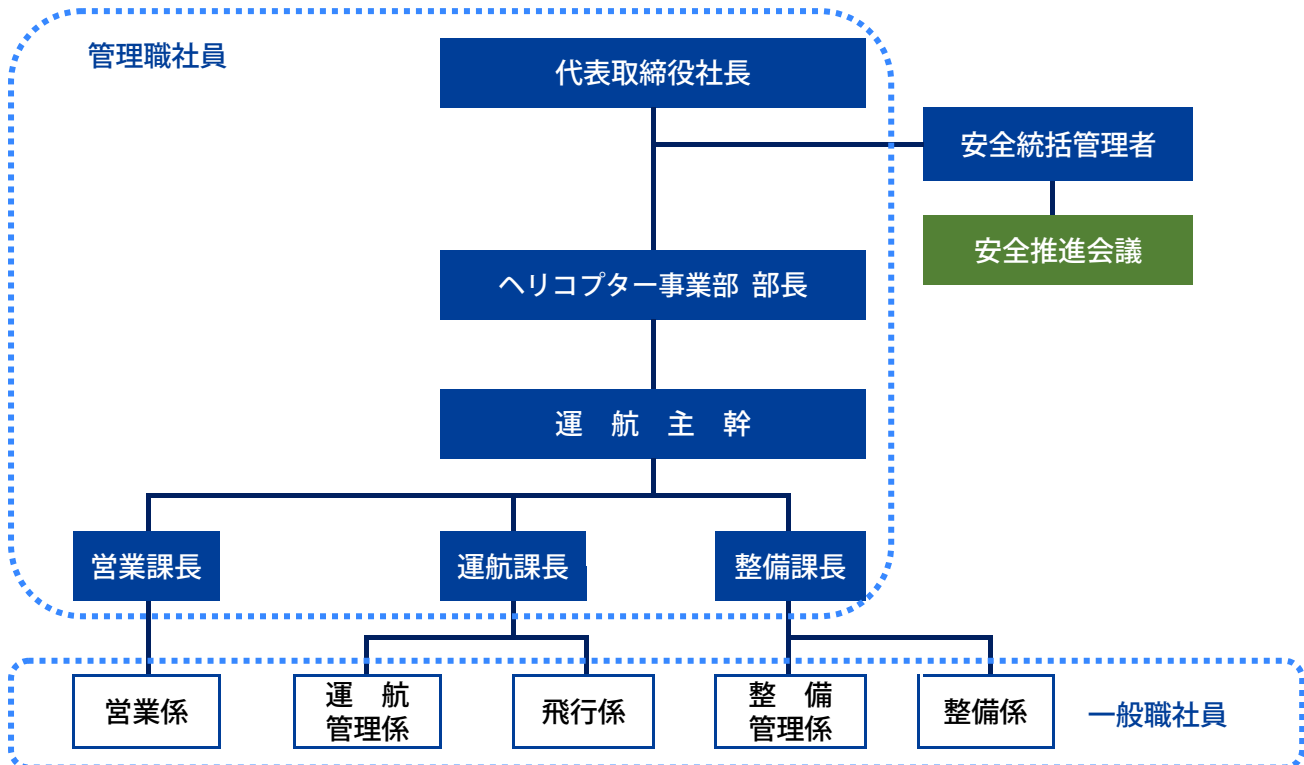 管理職社員
代表取締役社長
安全統括管理者
安全推進会議
ヘリコプター事業部 部長
運　航　主　幹
営業課長
運航課長
整備課長
営業係
運　航
管理係
飛行係
整　備
管理係
整備係
一般職社員